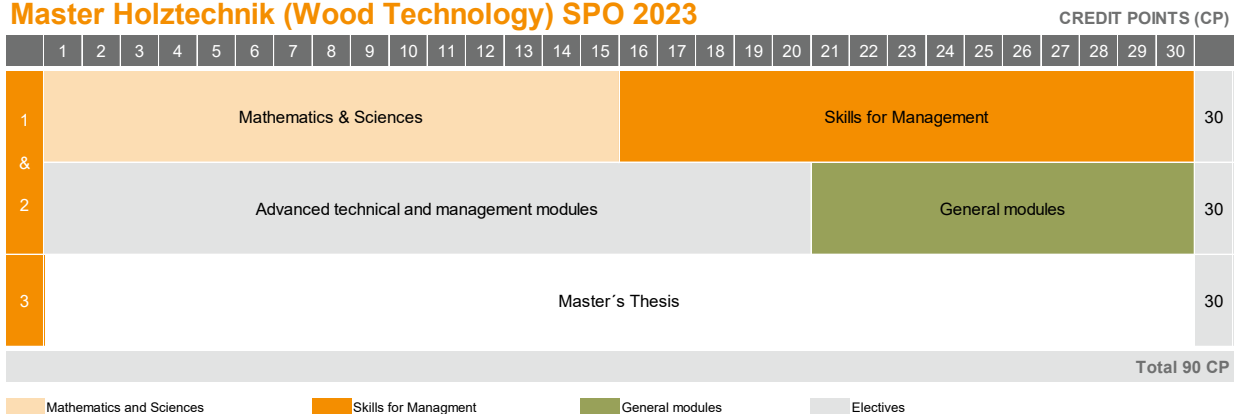 Master Holztechnik (Wood Technology) SPO 2023
CREDIT POINTS (CP)
1 2 3 4 5 6 7 8 9 10 11 12 13 14 15 16 17 18 19 20 21 22 23 24 25 26 27 28 29 30
1 Mathematics & Sciences Skills for Management 30
&
2 Advanced technical and management modules General modules 30
3 Master´s Thesis 30
Total 90 CP
Mathematics and Sciences Skills for Managment General modules Electives